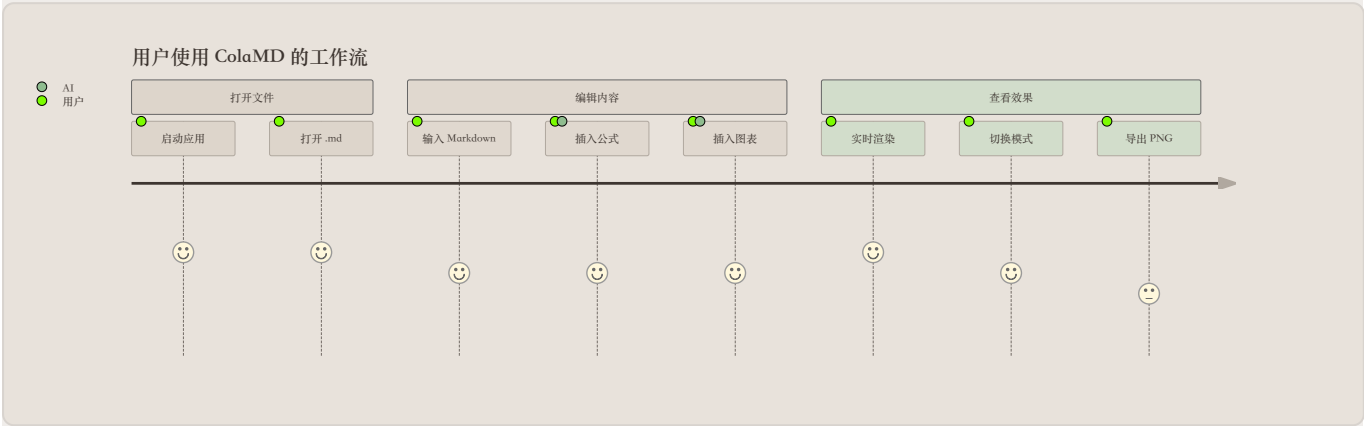 用户使用 ColaMD 的工作流
AI
用户
打开文件
编辑内容
查看效果
启动应用
打开 .md
输入 Markdown
插入公式
插入图表
实时渲染
切换模式
导出 PNG